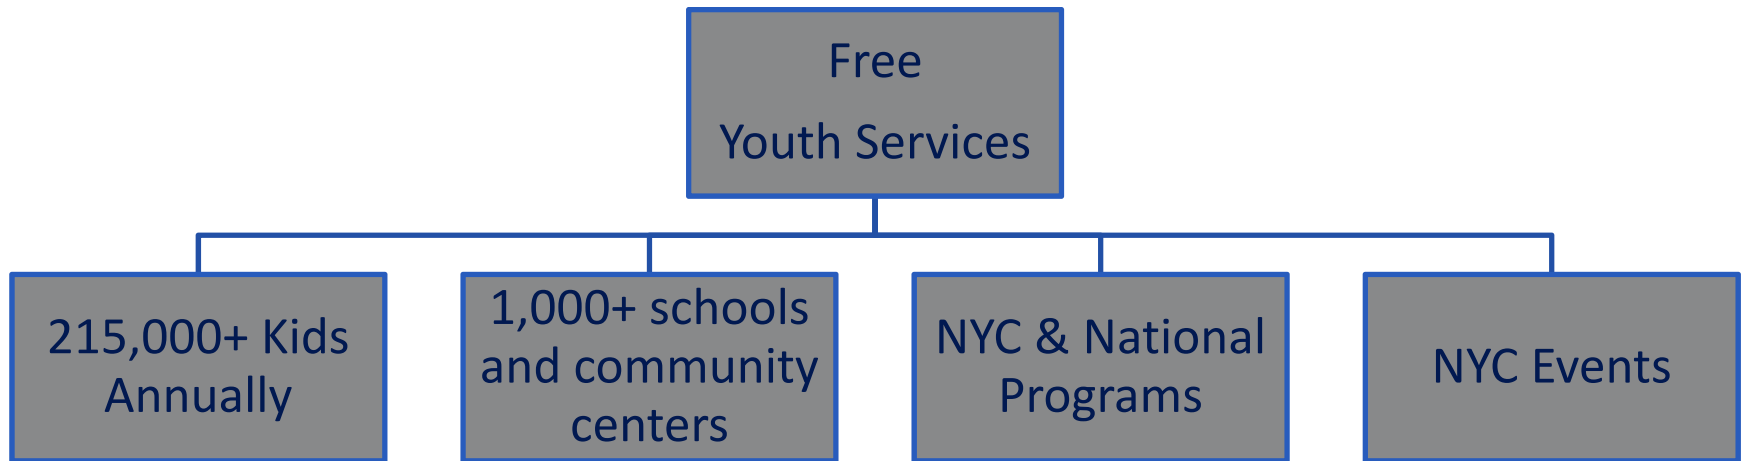 Free
Youth Services
215,000+ Kids
Annually
1,000+ schools
and community
centers
NYC & National
Programs
NYC Events